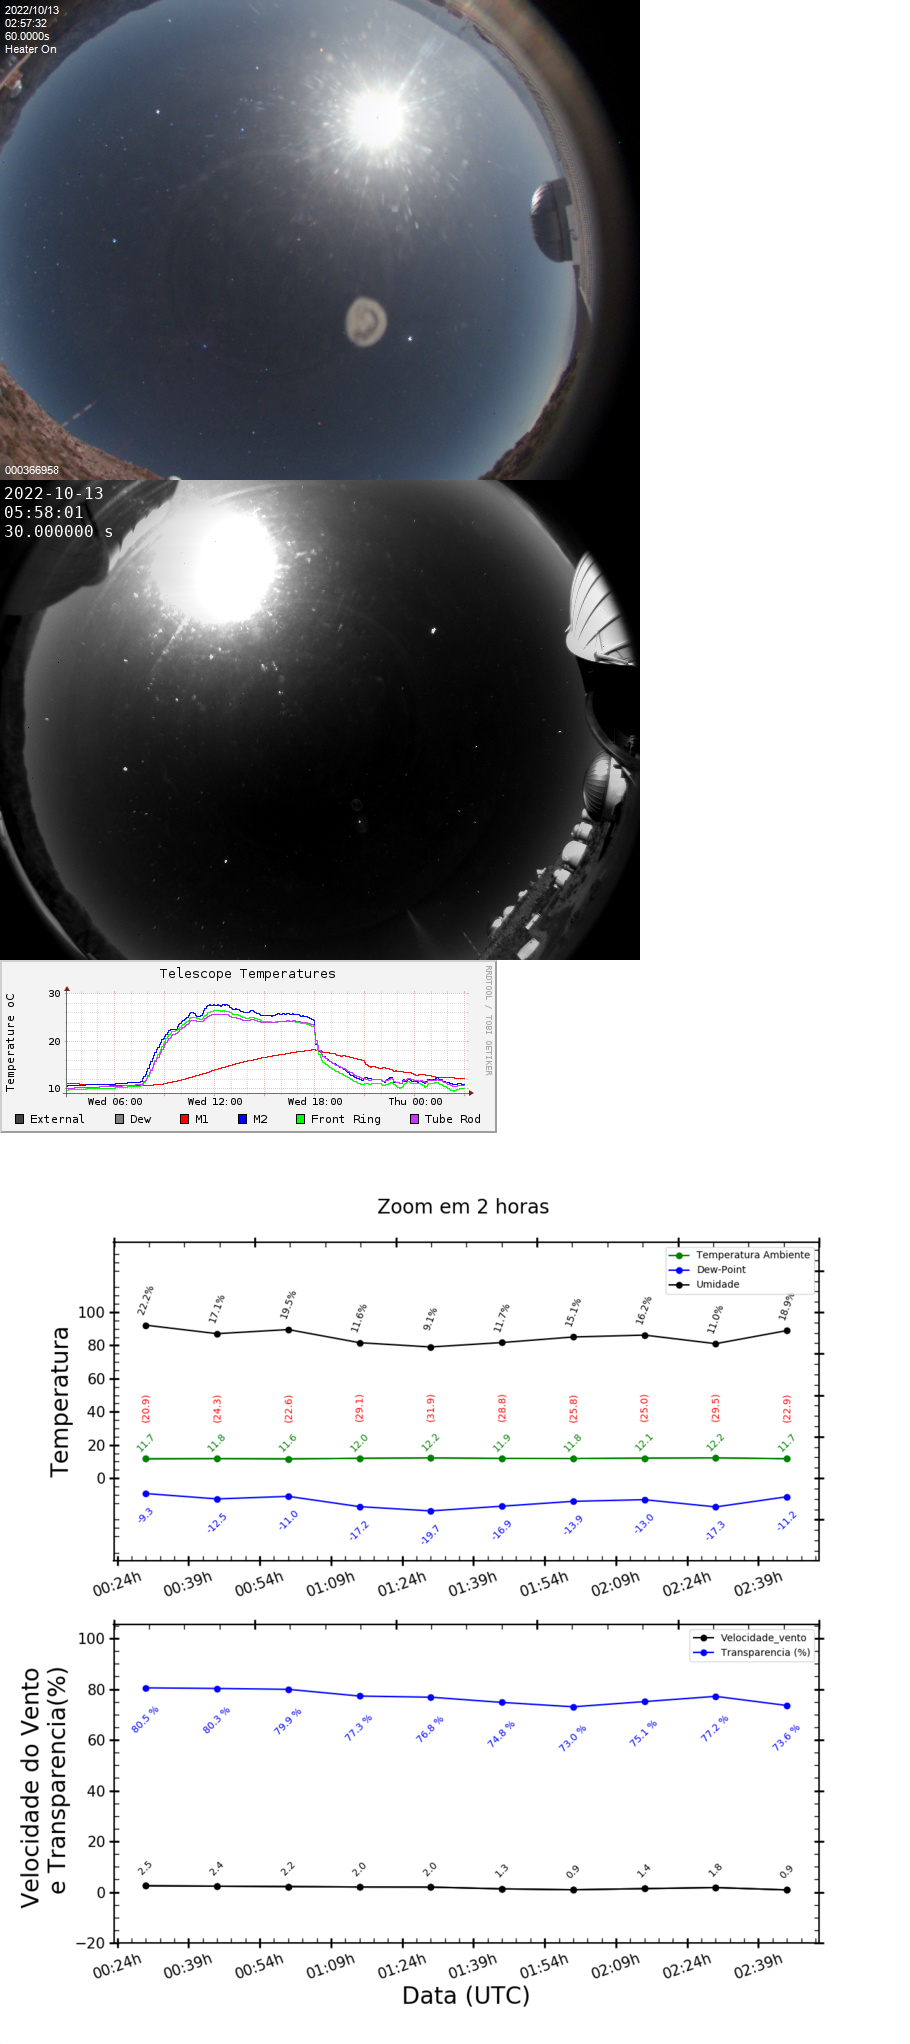 2022/10/13
02:57:32
60.0000s
Heater On
000366958
2022-10-13
05:58:01
30.000000 s
Telescope Temperatures
Temperature oC
30
20
10
Wed 06:00 Wed 12:00 Wed 18:00 Thu 00:00
External Dew M1 M2 Front Ring Tube Rod
RRDTOOL / TOBI OETIKER
Zoom em 2 horas
Temperatura Ambiente
Dew-Point
Umidade
Temperatura
100
80
60
40
20
0
22.2% 17.1% 19.5% 11.6% 9.1% 11.7% 15.1% 16.2% 11.0% 18.9%
(20.9) (24.3) (22.6) (29.1) (31.9) (28.8) (25.8) (25.0) (29.5) (22.9)
11.7 11.8 11.6 12.0 12.2 11.9 11.8 12.1 12.2 11.7
-9.3 -12.5 -11.0 -17.2 -19.7 -16.9 -13.9 -13.0 -17.3 -11.2
00:24h 00:39h 00:54h 01:09h 01:24h 01:39h 01:54h 02:09h 02:24h 02:39h
Velocidade_vento
Transparencia (%)
Velocidade do Vento
e Transparencia(%)
100
80
60
40
20
0
−20
80.5 % 80.3 % 79.9 % 77.3 % 76.8 % 74.8 % 73.0 % 75.1 % 77.2 % 73.6 %
2.5 2.4 2.2 2.0 2.0 1.3 0.9 1.4 1.8 0.9
00:24h 00:39h 00:54h 01:09h 01:24h 01:39h 01:54h 02:09h 02:24h 02:39h
Data (UTC)